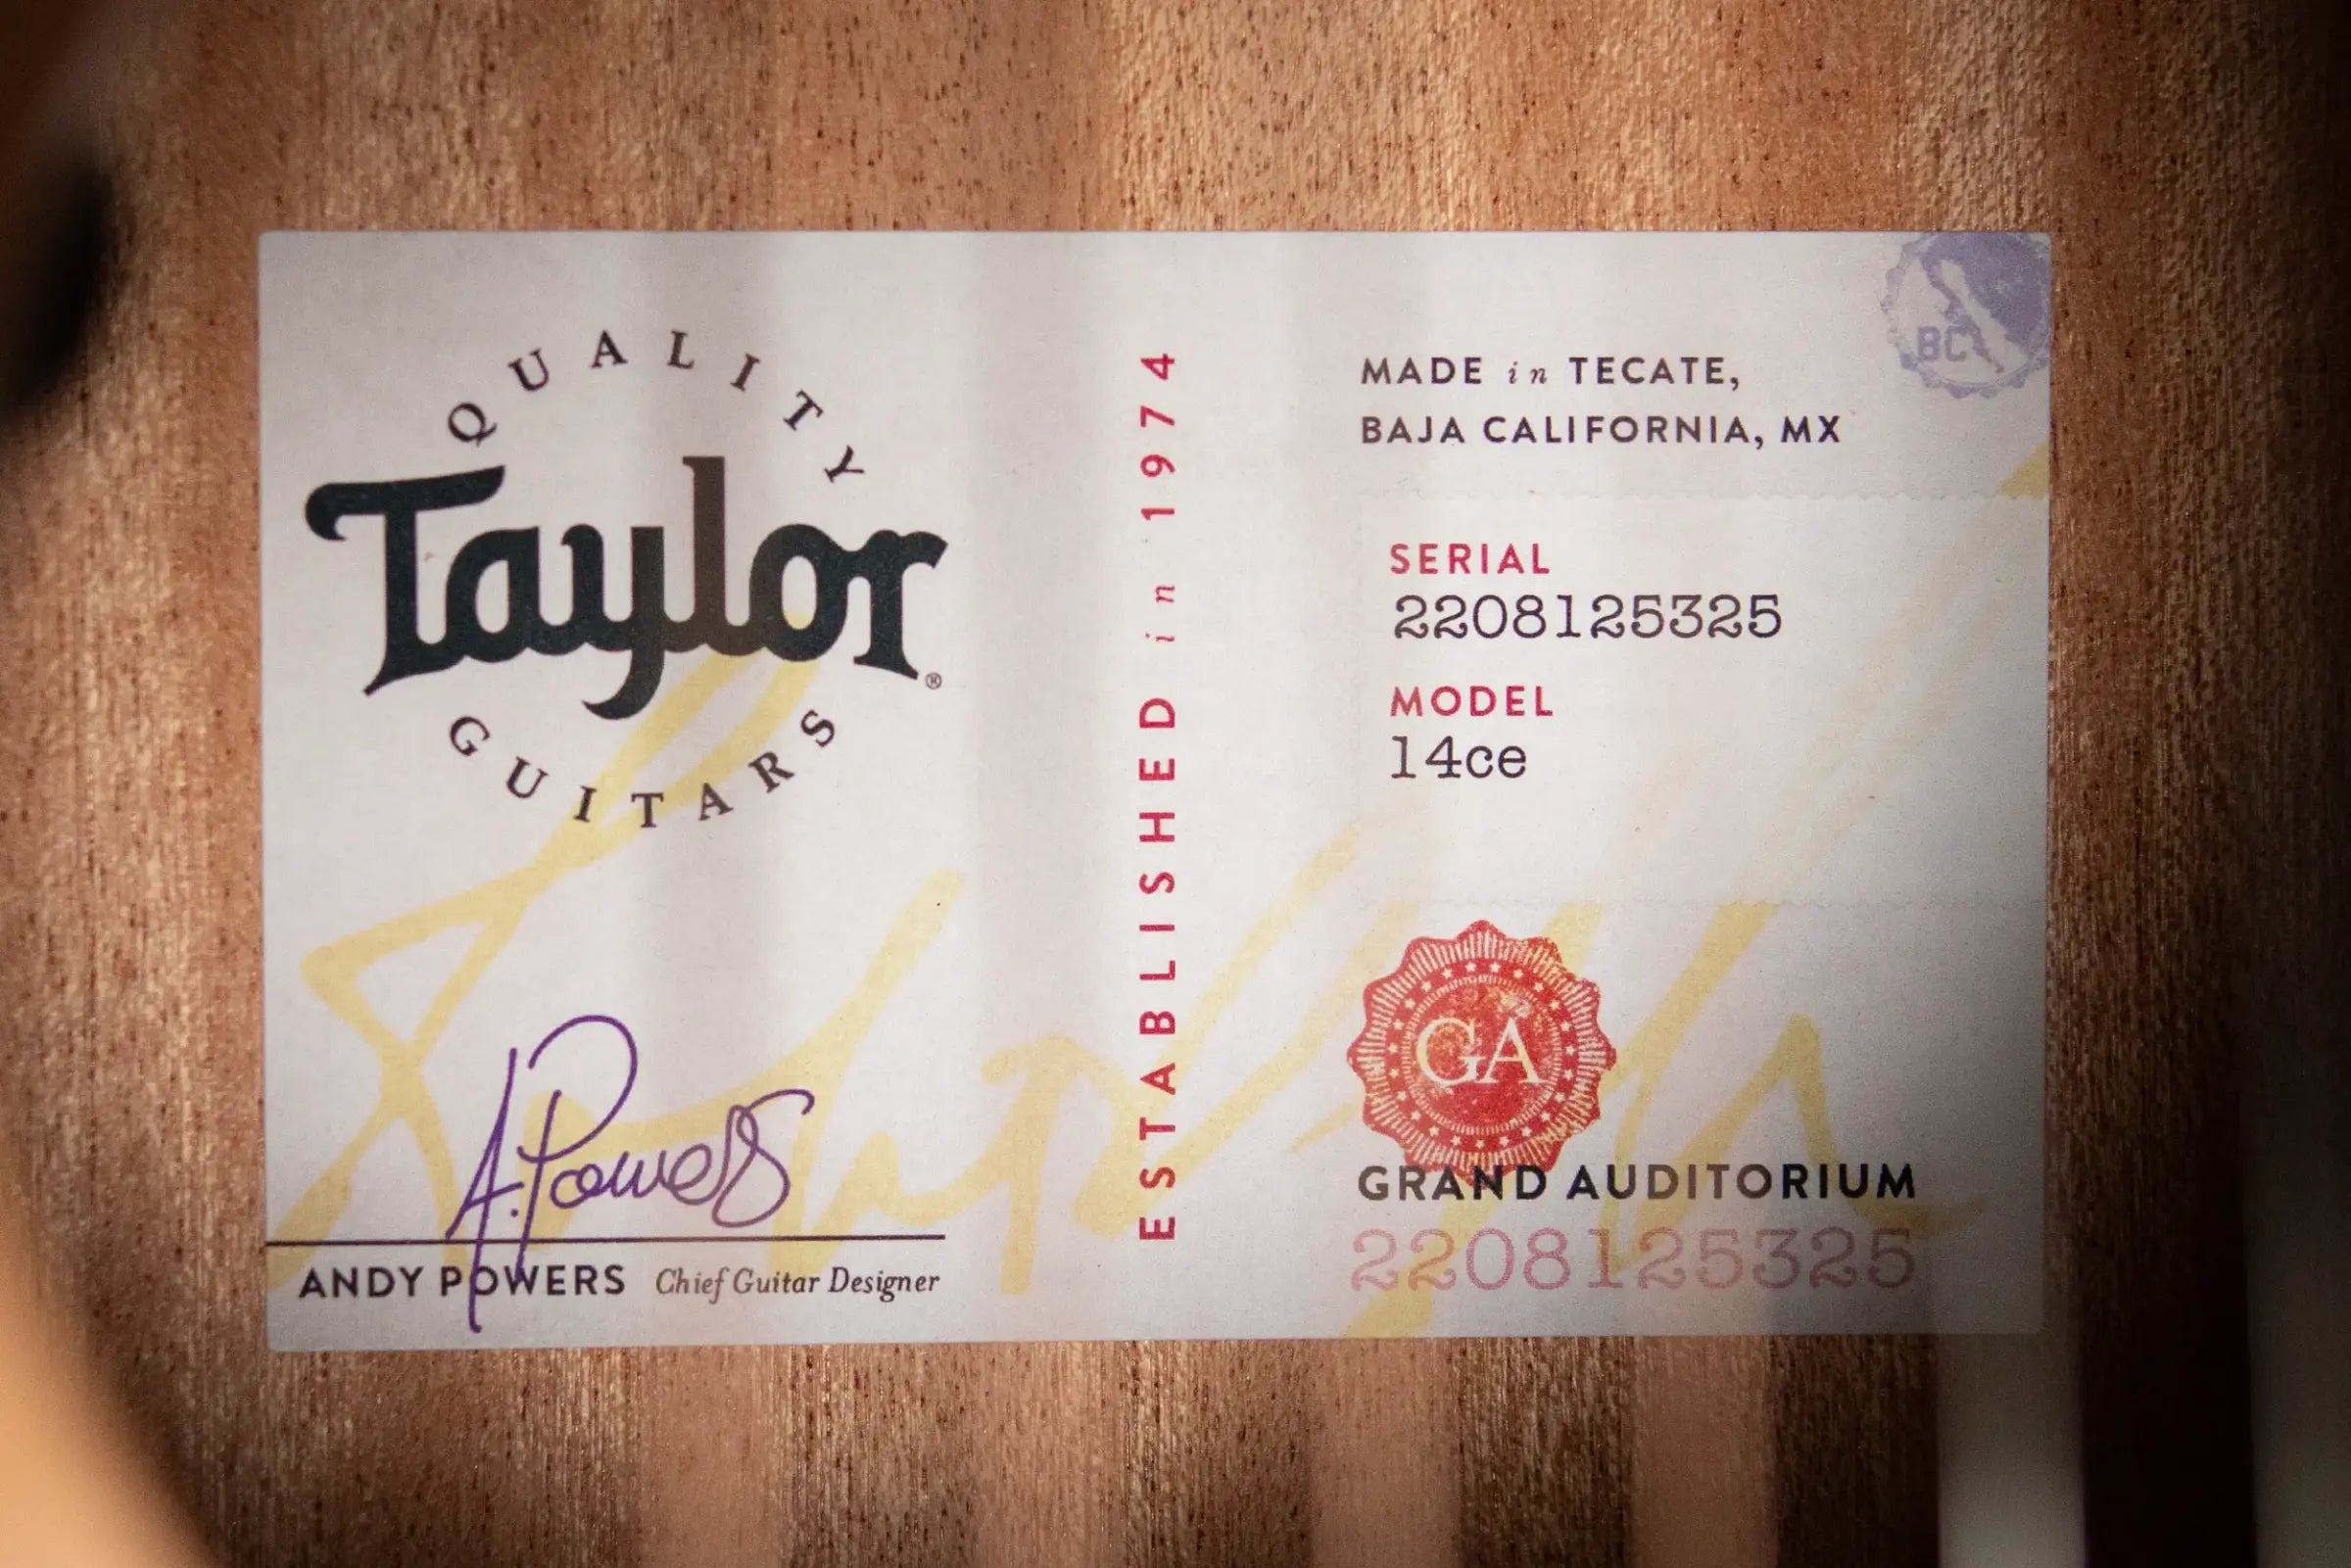 QUALITY
Taylor®
GUITARS
A. Powers
ANDY POWERS Chief Guitar Designer
ESTABLISHED in 1974
BC
MADE in TECATE,
BAJA CALIFORNIA, MX
SERIAL
2208125325
MODEL
14ce
GA
GRAND AUDITORIUM
2208125325